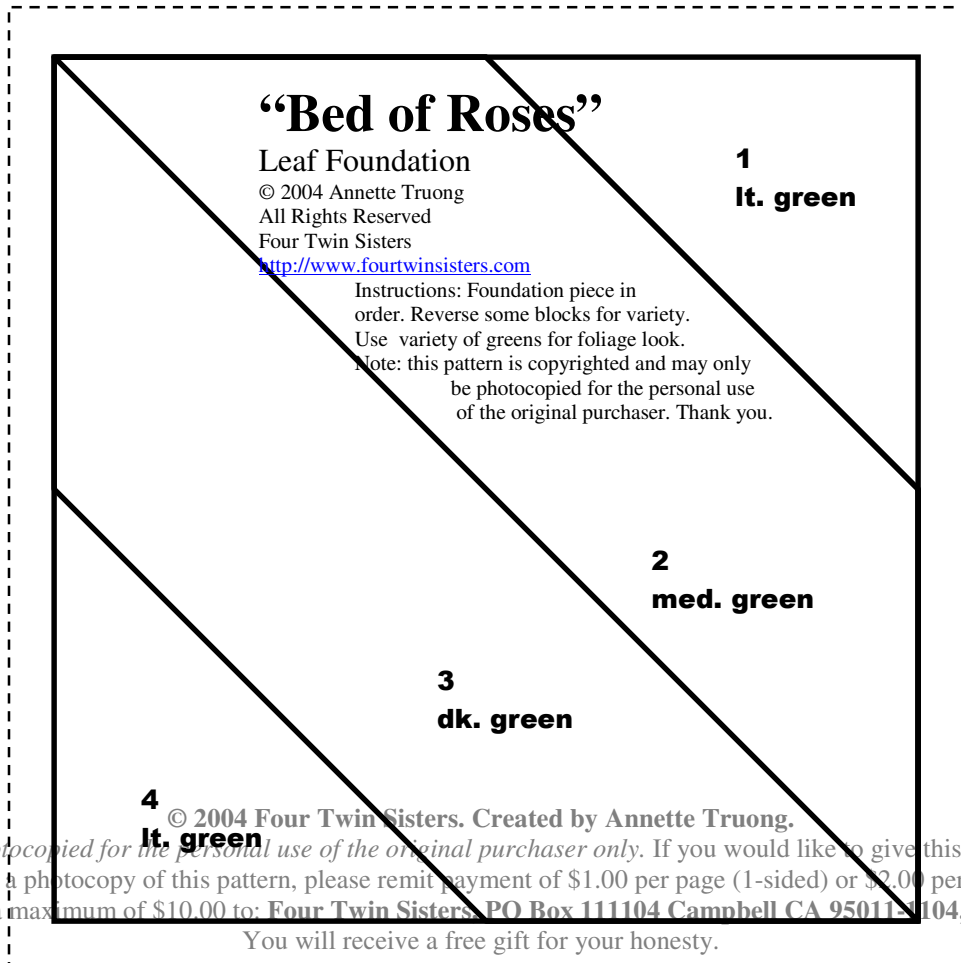 “Bed of Roses”
Leaf Foundation
© 2004 Annette Truong
All Rights Reserved
Four Twin Sisters
http://www.fourtwinsisters.com
Instructions: Foundation piece in
order. Reverse some blocks for variety.
Use variety of greens for foliage look.
Note: this pattern is copyrighted and may only
be photocopied for the personal use
of the original purchaser. Thank you.
1
lt. green
2
med. green
3
dk. green
4
lt. green
© 2004 Four Twin Sisters. Created by Annette Truong.
tocopied for the personal use of the original purchaser only. If you would like to give this
a photocopy of this pattern, please remit payment of $1.00 per page (1-sided) or $2.00 per
maximum of $10.00 to: Four Twin Sisters, PO Box 111104 Campbell CA 95011-1104,
You will receive a free gift for your honesty.